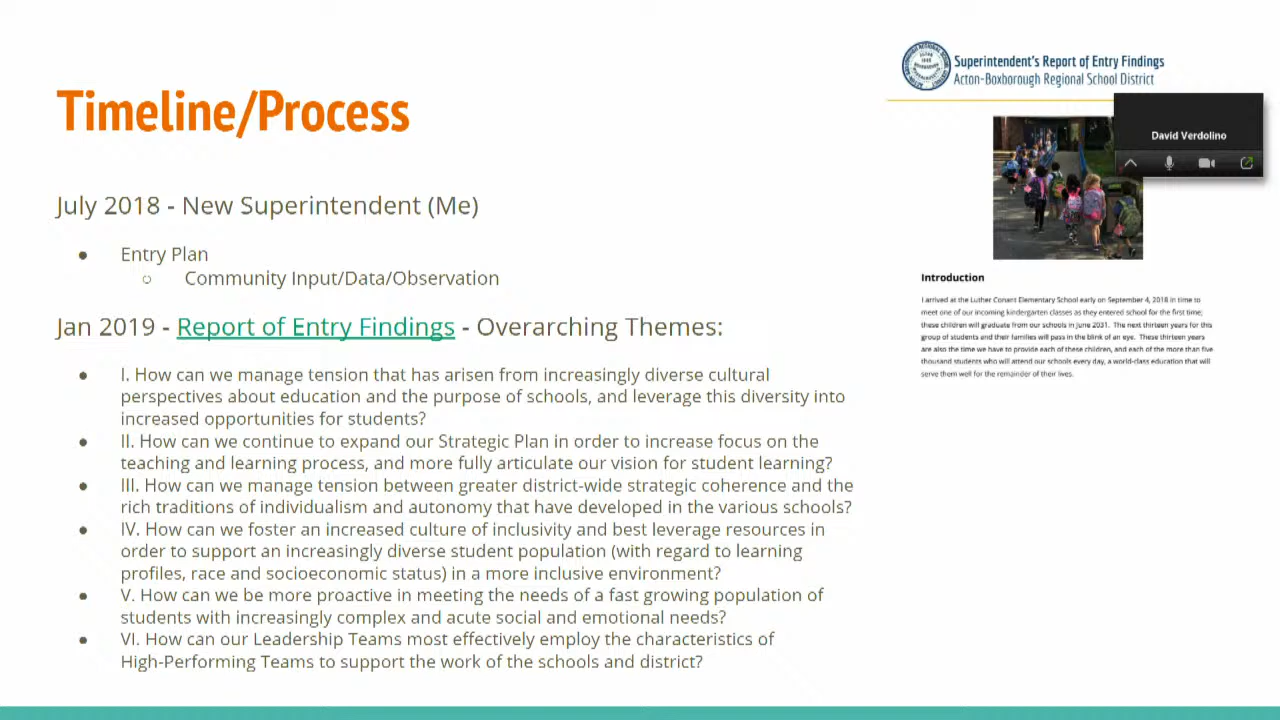 Timeline/Process
July 2018 - New Superintendent (Me)
● Entry Plan
○ Community Input/Data/Observation
Jan 2019 - Report of Entry Findings - Overarching Themes:
● I. How can we manage tension that has arisen from increasingly diverse cultural
perspectives about education and the purpose of schools, and leverage this diversity into
increased opportunities for students?
● II. How can we continue to expand our Strategic Plan in order to increase focus on the
teaching and learning process, and more fully articulate our vision for student learning?
● III. How can we manage tension between greater district-wide strategic coherence and the
rich traditions of individualism and autonomy that have developed in the various schools?
● IV. How can we foster an increased culture of inclusivity and best leverage resources in
order to support an increasingly diverse student population (with regard to learning
profiles, race and socioeconomic status) in a more inclusive environment?
● V. How can we be more proactive in meeting the needs of a fast growing population of
students with increasingly complex and acute social and emotional needs?
● VI. How can our Leadership Teams most effectively employ the characteristics of
High-Performing Teams to support the work of the schools and district?
Superintendent's Report of Entry Findings
Acton-Boxborough Regional School District
David Verdolino
Introduction
I arrived at the Luther Conant Elementary School early on September 4, 2018 in time to
meet one of our incoming kindergarten classes as they entered school for the first time;
these children will graduate from our schools in June 2031. The next thirteen years for this
group of students and their families will pass in the blink of an eye. These thirteen years
are also the time we have to provide each of these children, and each of the more than five
thousand students who will attend our schools every day, a world-class education that will
serve them well for the remainder of their lives.